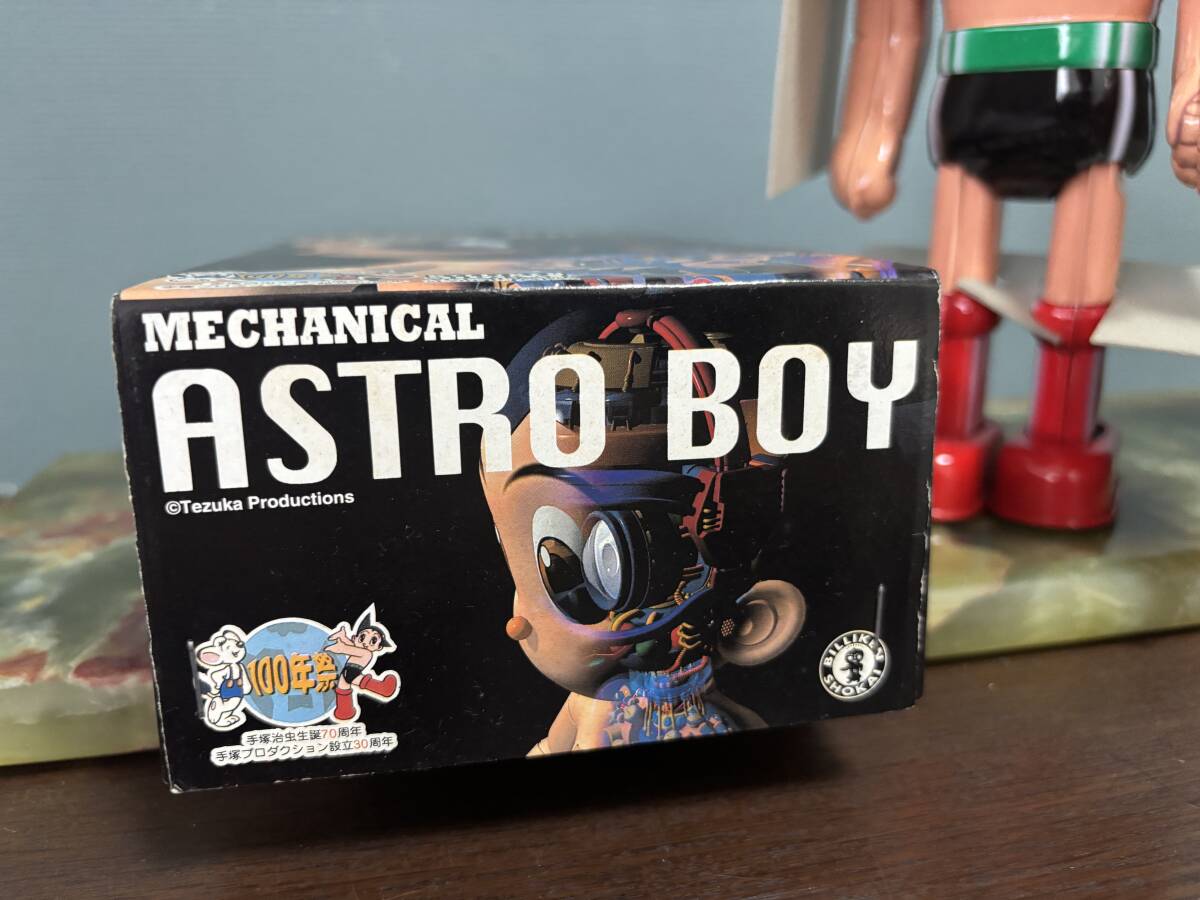 MECHANICAL
ASTRO BOY
©Tezuka Productions
100年祭
手塚治虫生誕70周年
手塚プロダクション設立30周年
BILLIKEN
SHOKAI